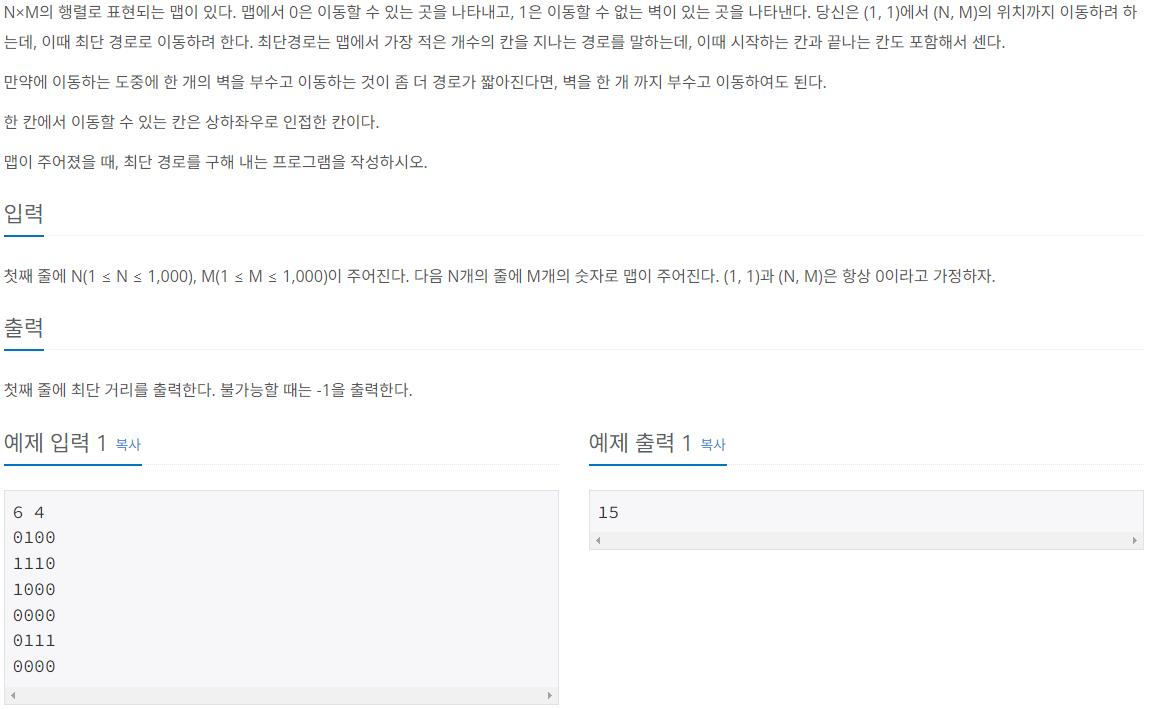 N×M의 행렬로 표현되는 맵이 있다. 맵에서 0은 이동할 수 있는 곳을 나타내고, 1은 이동할 수 없는 벽이 있는 곳을 나타낸다. 당신은 (1, 1)에서 (N, M)의 위치까지 이동하려 하
는데, 이때 최단 경로로 이동하려 한다. 최단경로는 맵에서 가장 적은 개수의 칸을 지나는 경로를 말하는데, 이때 시작하는 칸과 끝나는 칸도 포함해서 센다.
만약에 이동하는 도중에 한 개의 벽을 부수고 이동하는 것이 좀 더 경로가 짧아진다면, 벽을 한 개 까지 부수고 이동하여도 된다.
한 칸에서 이동할 수 있는 칸은 상하좌우로 인접한 칸이다.
맵이 주어졌을 때, 최단 경로를 구해 내는 프로그램을 작성하시오.
입력
첫째 줄에 N(1 ≤ N ≤ 1,000), M(1 ≤ M ≤ 1,000)이 주어진다. 다음 N개의 줄에 M개의 숫자로 맵이 주어진다. (1, 1)과 (N, M)은 항상 0이라고 가정하자.
출력
첫째 줄에 최단 거리를 출력한다. 불가능할 때는 -1을 출력한다.
예제 입력 1 복사
6 4
0100
1110
1000
0000
0111
0000
예제 출력 1 복사
15